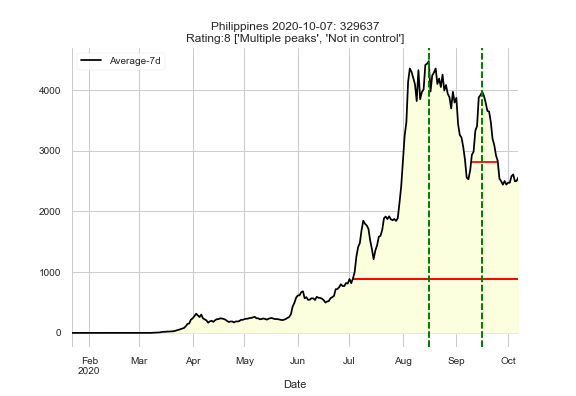 Philippines 2020-10-07: 329637
Rating:8 ['Multiple peaks', 'Not in control']
Average-7d
4000
3000
2000
1000
0
Feb Mar Apr May Jun Jul Aug Sep Oct
2020
Date